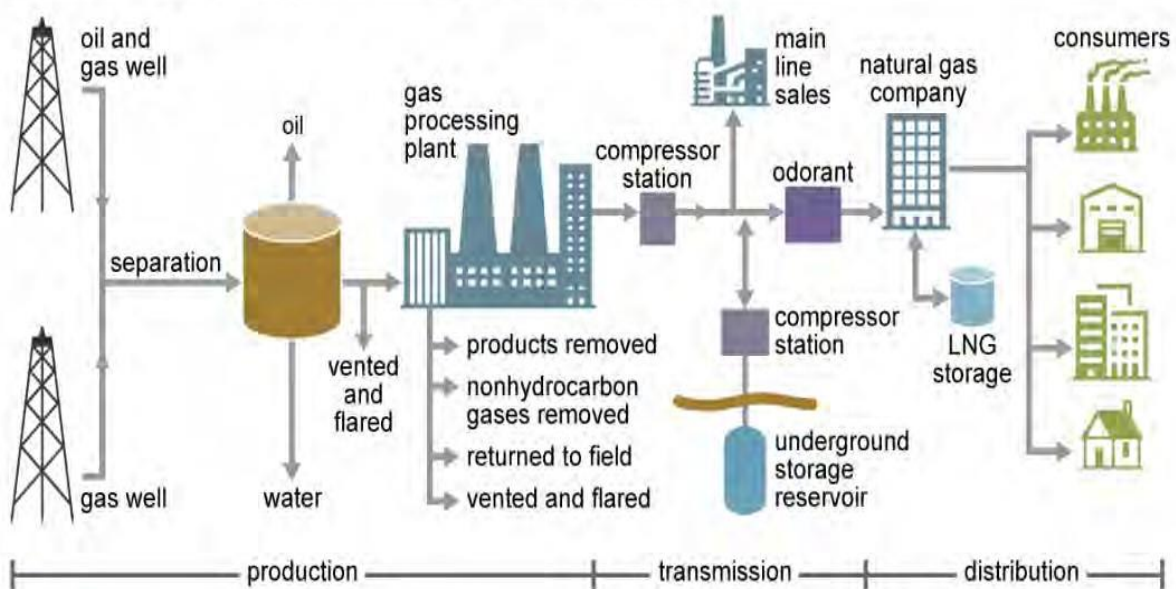 oil and
gas well
gas well
separation
oil
water
vented
and
flared
gas
processing
plant
products removed
nonhydrocarbon
gases removed
returned to field
vented and flared
compressor
station
main
line
sales
odorant
compressor
station
underground
storage
reservoir
natural gas
company
LNG
storage
consumers
production
transmission
distribution